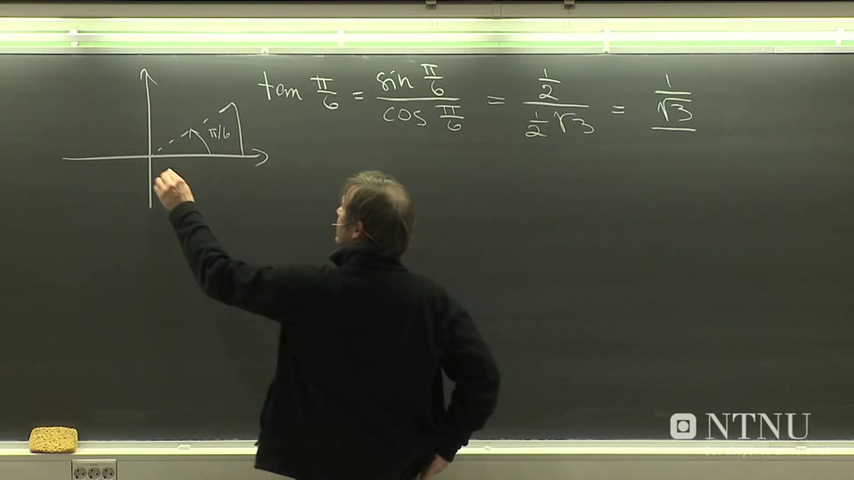 tan π/6 = sin π/6 / cos π/6 = 1/2 / 1/2 √3 = 1/√3
π/6
NTNU